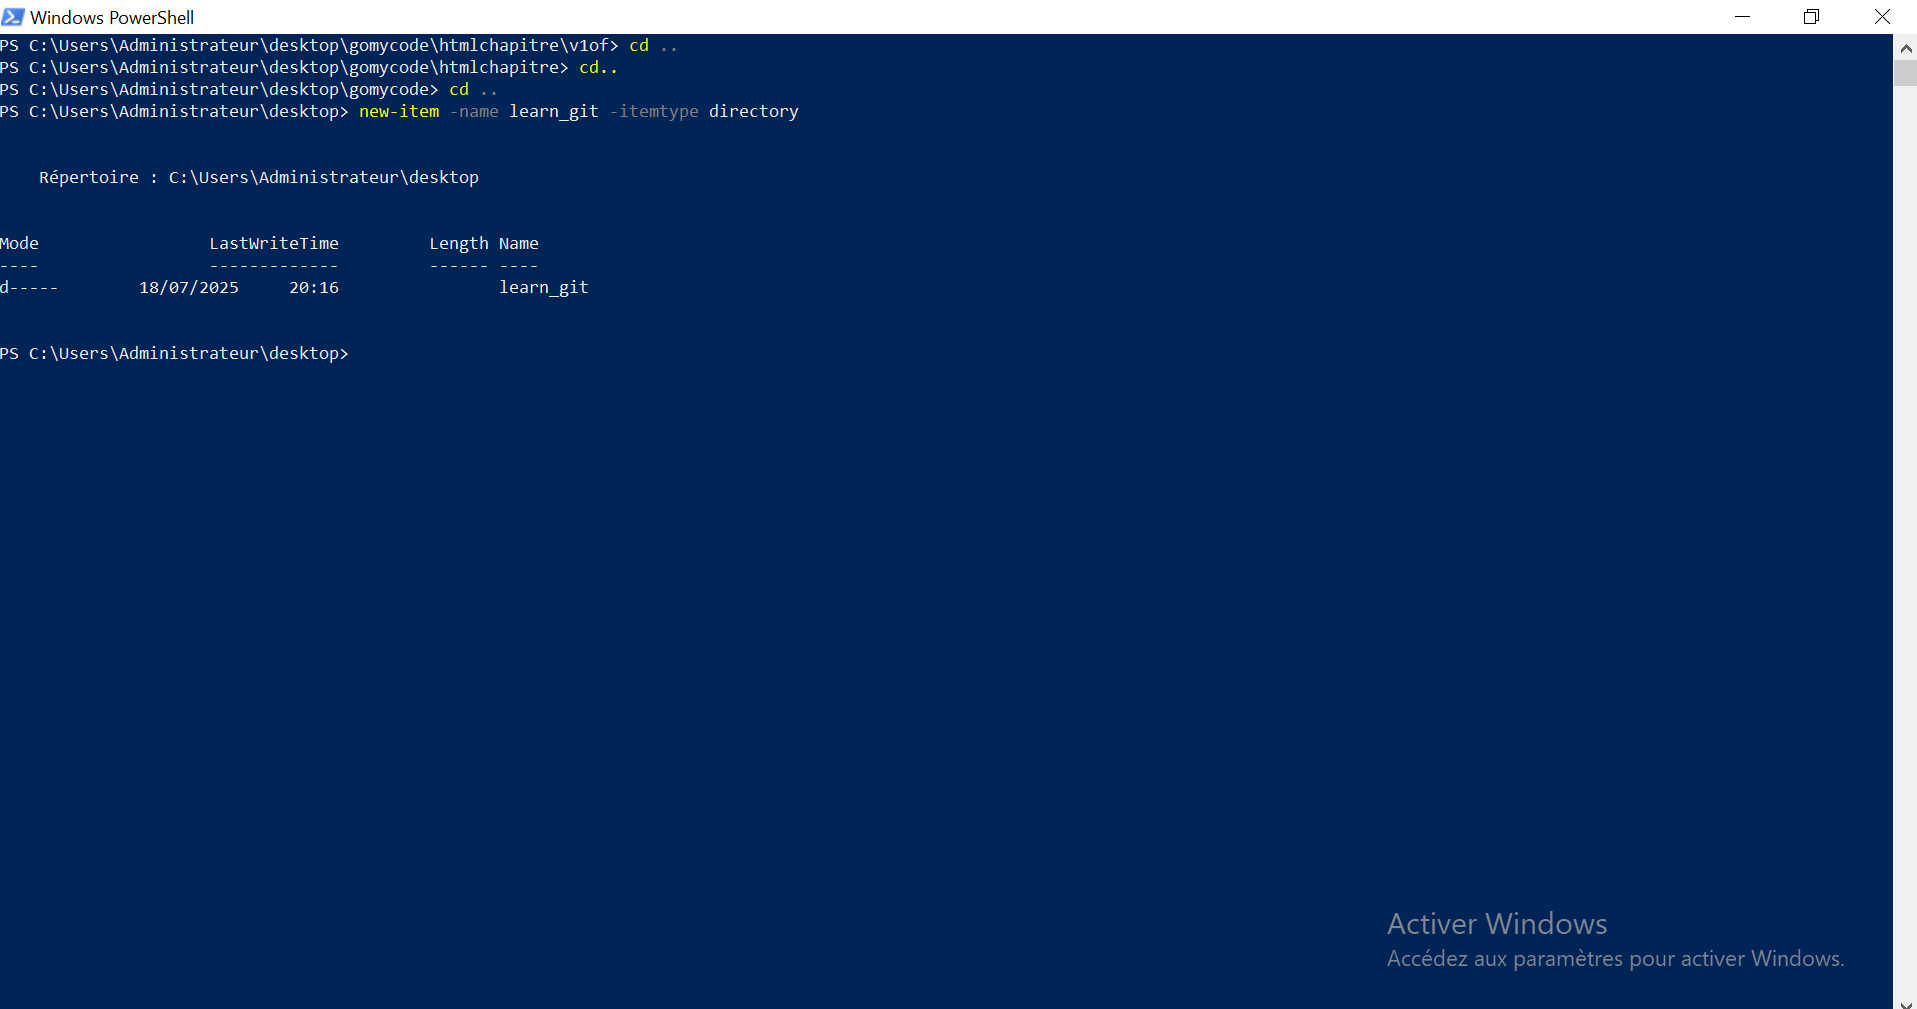 Windows PowerShell
PS C:\Users\Administrateur\desktop\gomycode\htmlchapitre\v1of> cd ..
PS C:\Users\Administrateur\desktop\gomycode\htmlchapitre> cd..
PS C:\Users\Administrateur\desktop\gomycode> cd ..
PS C:\Users\Administrateur\desktop> new-item -name learn_git -itemtype directory
Répertoire : C:\Users\Administrateur\desktop
Mode LastWriteTime Length Name
---- ------------- ------ ----
d----- 18/07/2025 20:16 learn_git
PS C:\Users\Administrateur\desktop>
Activer Windows
Accédez aux paramètres pour activer Windows.